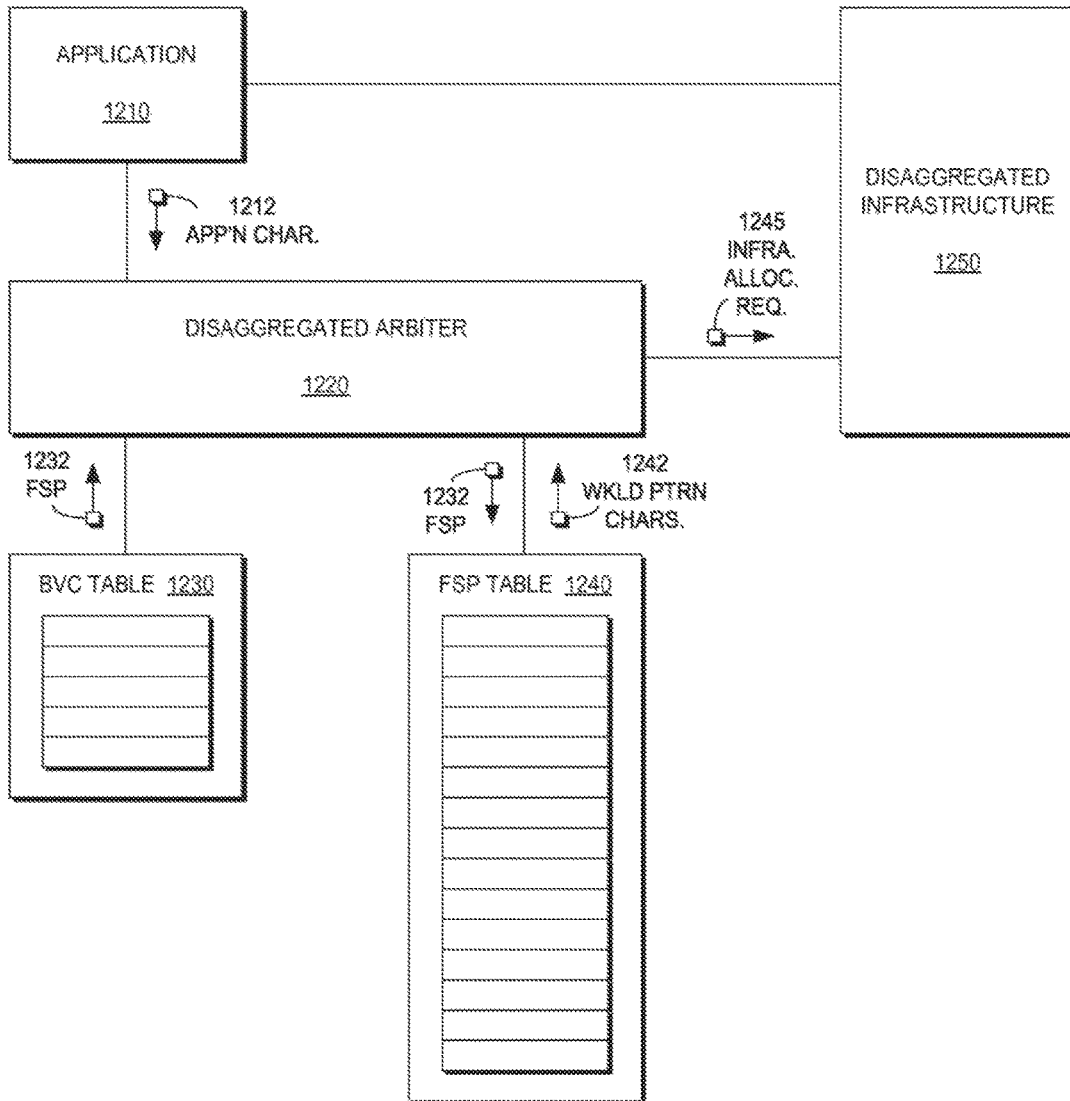 APPLICATION
1210
DISAGGREGATED
INFRASTRUCTURE
1250
1212
APP'N CHAR.
1245
INFRA.
ALLOC.
REQ.
DISAGGREGATED ARBITER
1220
1232
FSP
1232
FSP
1242
WKLD PTRN
CHARS.
BVC TABLE 1230
FSP TABLE 1240